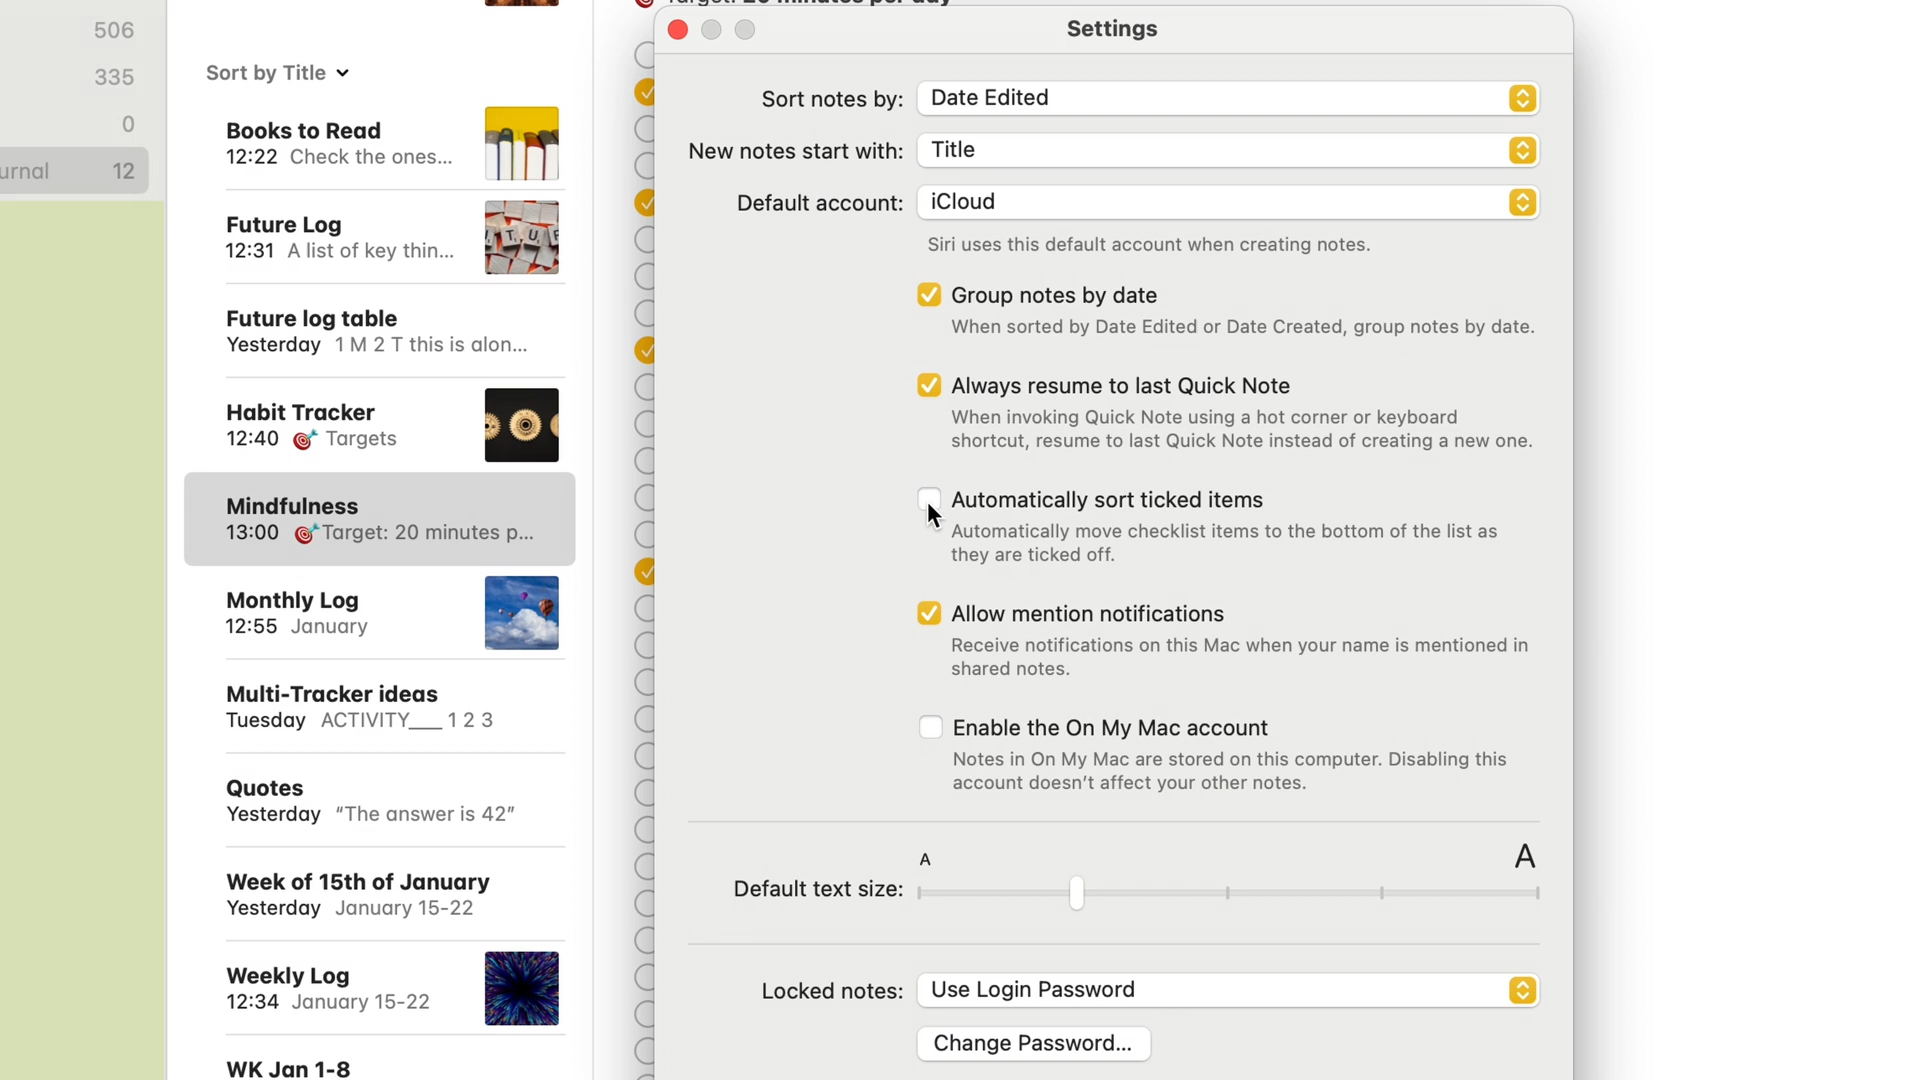 506
335
0
urnal 12
Sort by Title
Books to Read
12:22 Check the ones...
Future Log
12:31 A list of key thin...
Future log table
Yesterday 1 M 2 T this is alon...
Habit Tracker
12:40 🎯 Targets
Mindfulness
13:00 🎯Target: 20 minutes p...
Monthly Log
12:55 January
Multi-Tracker ideas
Tuesday ACTIVITY___ 1 2 3
Quotes
Yesterday “The answer is 42”
Week of 15th of January
Yesterday January 15-22
Weekly Log
12:34 January 15-22
WK Jan 1-8
🎯 Target: 20 minutes per day
Settings
Sort notes by: Date Edited
New notes start with: Title
Default account: iCloud
Siri uses this default account when creating notes.
Group notes by date
When sorted by Date Edited or Date Created, group notes by date.
Always resume to last Quick Note
When invoking Quick Note using a hot corner or keyboard
shortcut, resume to last Quick Note instead of creating a new one.
Automatically sort ticked items
Automatically move checklist items to the bottom of the list as
they are ticked off.
Allow mention notifications
Receive notifications on this Mac when your name is mentioned in
shared notes.
Enable the On My Mac account
Notes in On My Mac are stored on this computer. Disabling this
account doesn’t affect your other notes.
A A
Default text size:
Locked notes: Use Login Password
Change Password...